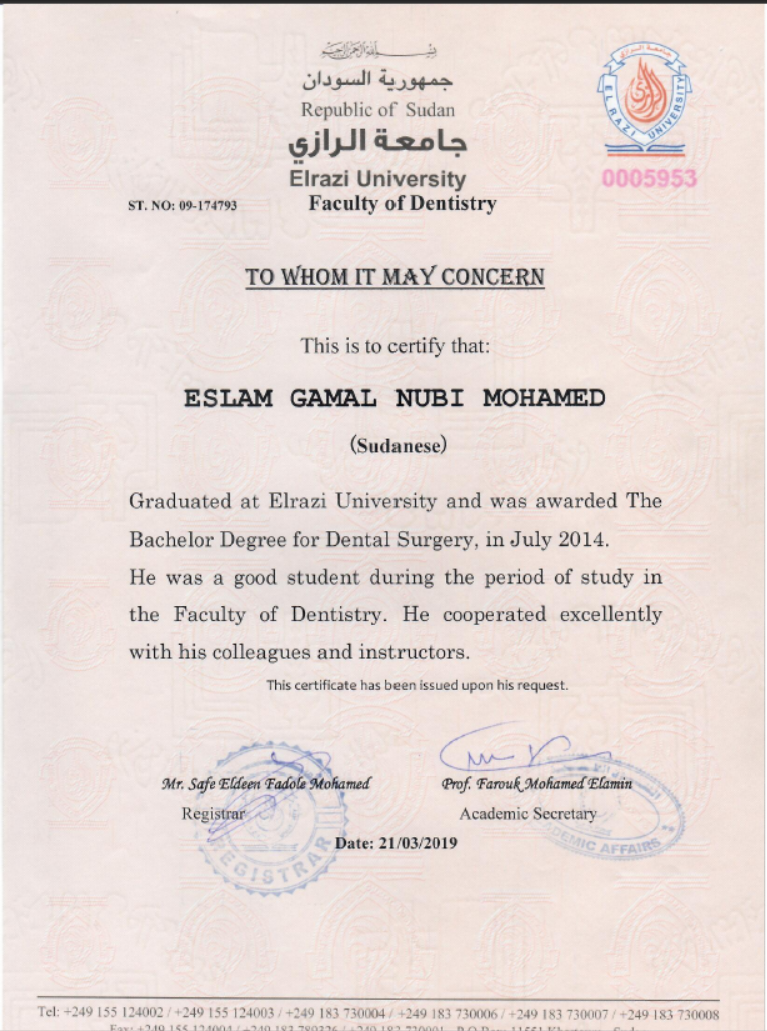 بسم الله الرحمن الرحيم
جمهورية السودان
Republic of Sudan
جامعة الرازي
Elrazi University
جامعة الرازي
EL RAZI UNIVERSITY
0005953
ST. NO: 09-174793
Faculty of Dentistry
TO WHOM IT MAY CONCERN
This is to certify that:
ESLAM GAMAL NUBI MOHAMED
(Sudanese)
Graduated at Elrazi University and was awarded The
Bachelor Degree for Dental Surgery, in July 2014.
He was a good student during the period of study in
the Faculty of Dentistry. He cooperated excellently
with his colleagues and instructors.
This certificate has been issued upon his request.
Mr. Safe Eldeen Fadole Mohamed
Prof. Farouk Mohamed Elamin
Registrar
Academic Secretary
REGISTRAR
ACADEMIC AFFAIRS
Date: 21/03/2019
Tel: +249 155 124002 / +249 155 124003 / +249 183 730004 / +249 183 730006 / +249 183 730007 / +249 183 730008